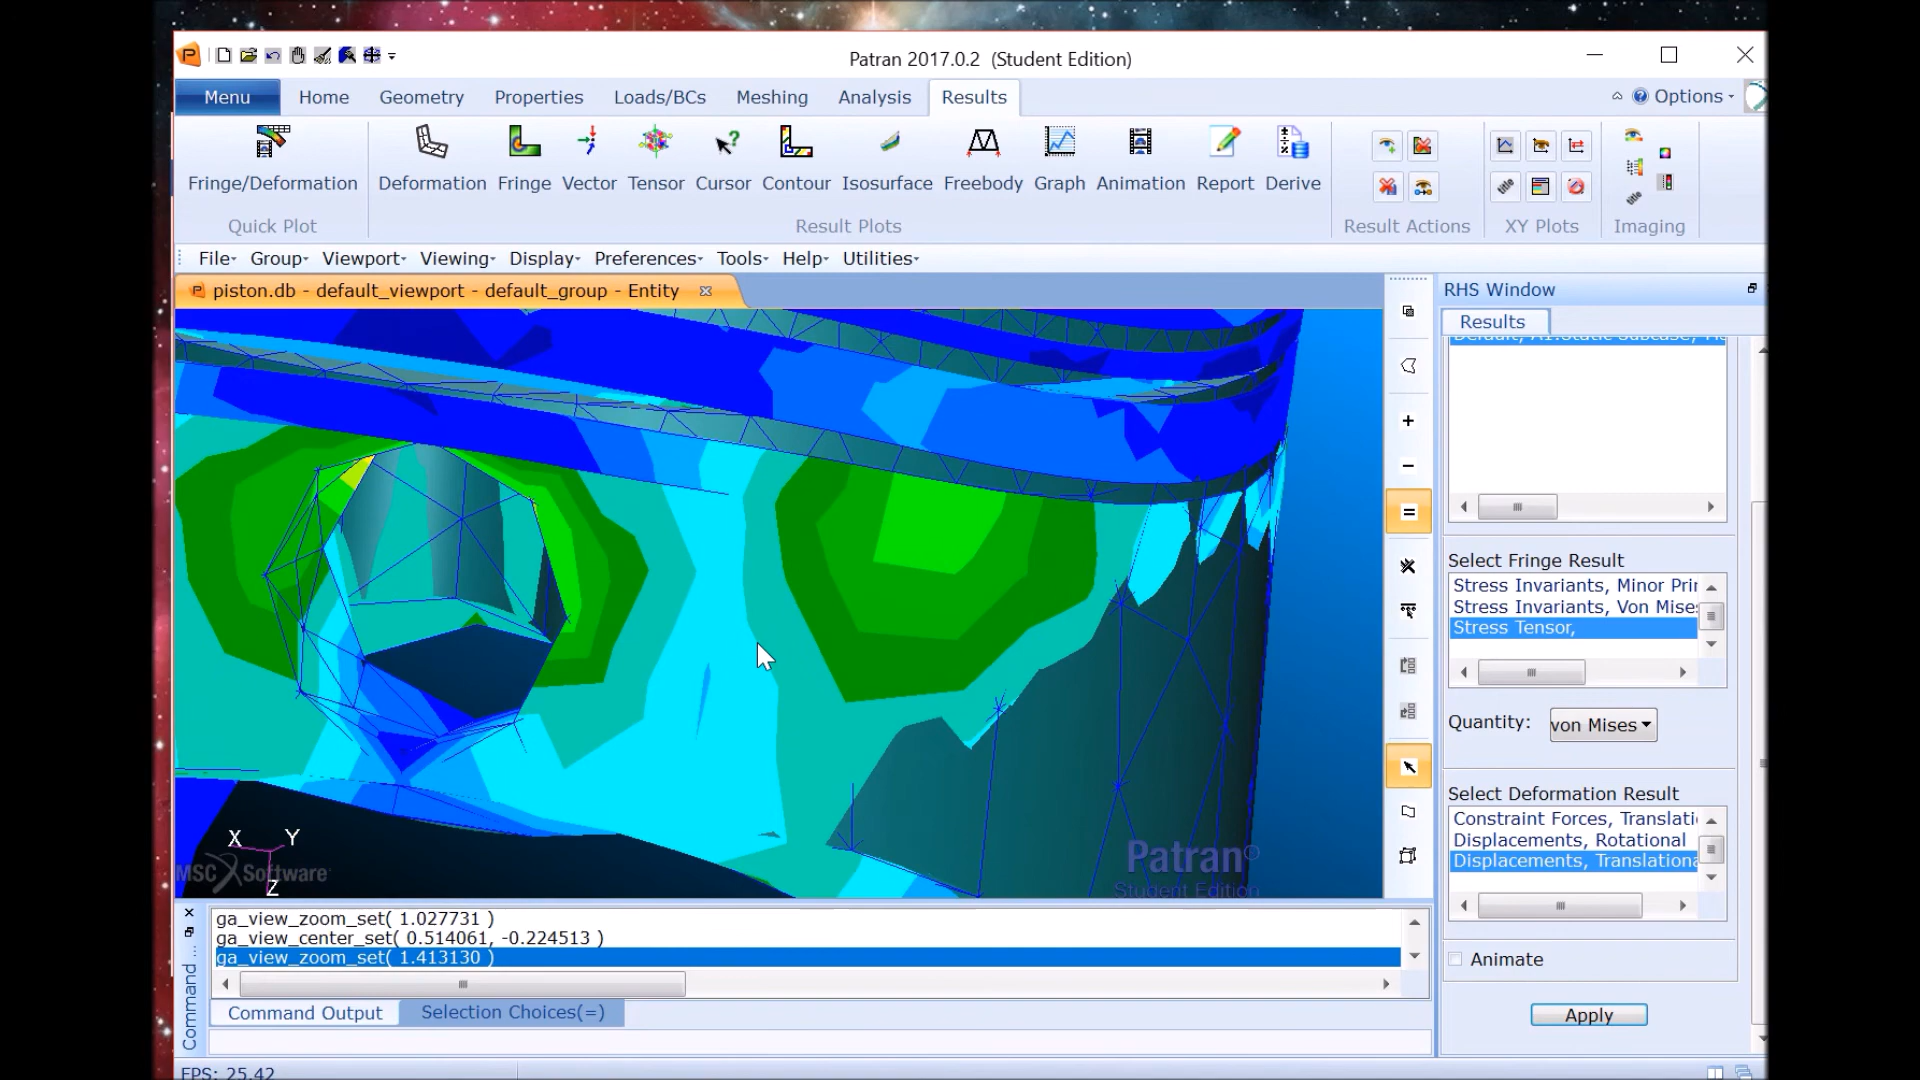 Patran 2017.0.2 (Student Edition)
Menu Home Geometry Properties Loads/BCs Meshing Analysis Results Options
Fringe/Deformation Deformation Fringe Vector Tensor Cursor Contour Isosurface Freebody Graph Animation Report Derive
Quick Plot Result Plots Result Actions XY Plots Imaging
File Group Viewport Viewing Display Preferences Tools Help Utilities
piston.db - default_viewport - default_group - Entity
RHS Window
Results
Default, A1:Static Subcase,
Select Fringe Result
Stress Invariants, Minor Prin
Stress Invariants, Von Mises
Stress Tensor,
Quantity: von Mises
Select Deformation Result
Constraint Forces, Translati
Displacements, Rotational
Displacements, Translationa
Animate
Apply
X Y
Z
MSC Software
Patran
Student Edition
ga_view_zoom_set( 1.027731 )
ga_view_center_set( 0.514061, -0.224513 )
ga_view_zoom_set( 1.413130 )
Command ...
Command Output Selection Choices(=)
FPS: 25.42